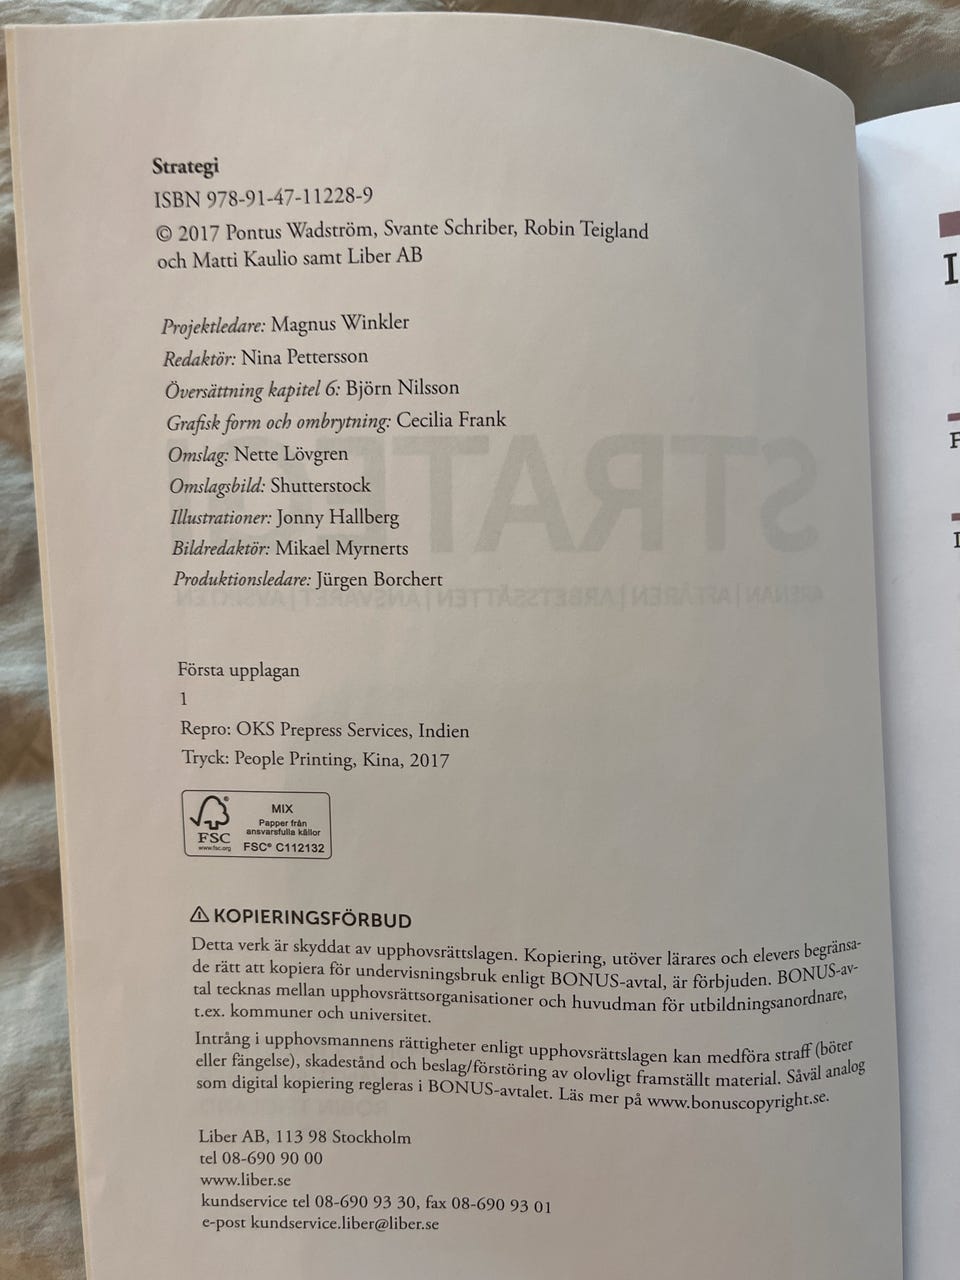 Strategi
ISBN 978-91-47-11228-9
© 2017 Pontus Wadström, Svante Schriber, Robin Teigland
och Matti Kaulio samt Liber AB
Projektledare: Magnus Winkler
Redaktör: Nina Pettersson
Översättning kapitel 6: Björn Nilsson
Grafisk form och ombrytning: Cecilia Frank
Omslag: Nette Lövgren
Omslagsbild: Shutterstock
Illustrationer: Jonny Hallberg
Bildredaktör: Mikael Myrnerts
Produktionsledare: Jürgen Borchert
Första upplagan
1
Repro: OKS Prepress Services, Indien
Tryck: People Printing, Kina, 2017
FSC®
www.fsc.org
MIX
Papper från
ansvarsfulla källor
FSC® C112132
⚠ KOPIERINGSFÖRBUD
Detta verk är skyddat av upphovsrättslagen. Kopiering, utöver lärares och elevers begränsa-
de rätt att kopiera för undervisningsbruk enligt BONUS-avtal, är förbjuden. BONUS-av-
tal tecknas mellan upphovsrättsorganisationer och huvudman för utbildningsanordnare,
t.ex. kommuner och universitet.
Intrång i upphovsmannens rättigheter enligt upphovsrättslagen kan medföra straff (böter
eller fängelse), skadestånd och beslag/förstöring av olovligt framställt material. Såväl analog
som digital kopiering regleras i BONUS-avtalet. Läs mer på www.bonuscopyright.se.
Liber AB, 113 98 Stockholm
tel 08-690 90 00
www.liber.se
kundservice tel 08-690 93 30, fax 08-690 93 01
e-post kundservice.liber@liber.se